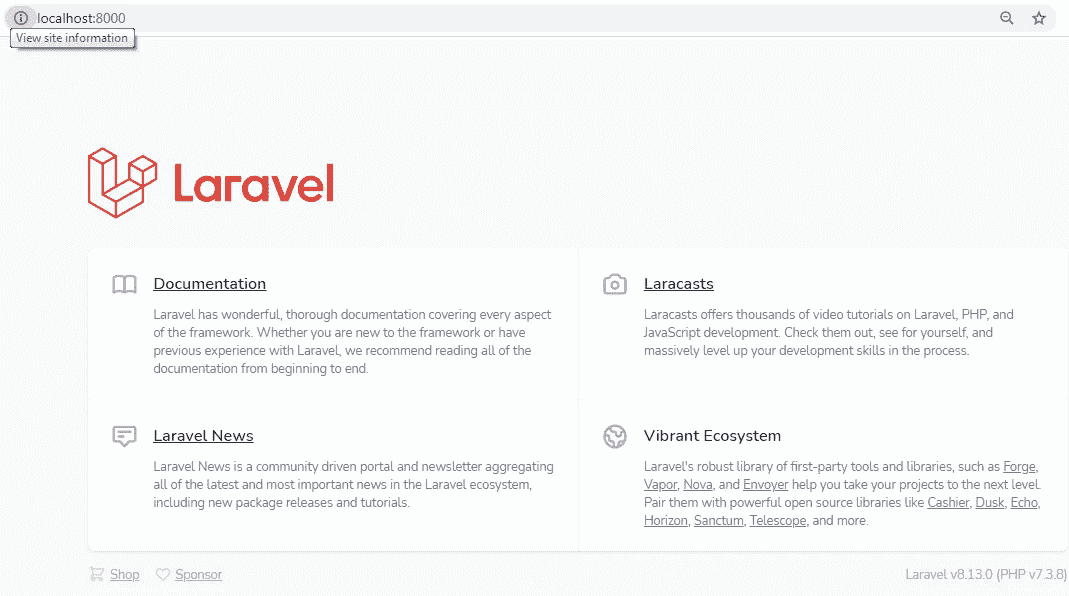 localhost:8000
View site information
Laravel
Documentation
Laravel has wonderful, thorough documentation covering every aspect
of the framework. Whether you are new to the framework or have
previous experience with Laravel, we recommend reading all of the
documentation from beginning to end.
Laracasts
Laracasts offers thousands of video tutorials on Laravel, PHP, and
JavaScript development. Check them out, see for yourself, and
massively level up your development skills in the process.
Laravel News
Laravel News is a community driven portal and newsletter aggregating
all of the latest and most important news in the Laravel ecosystem,
including new package releases and tutorials.
Vibrant Ecosystem
Laravel's robust library of first-party tools and libraries, such as Forge,
Vapor, Nova, and Envoyer help you take your projects to the next level.
Pair them with powerful open source libraries like Cashier, Dusk, Echo,
Horizon, Sanctum, Telescope, and more.
Shop
Sponsor
Laravel v8.13.0 (PHP v7.3.8)